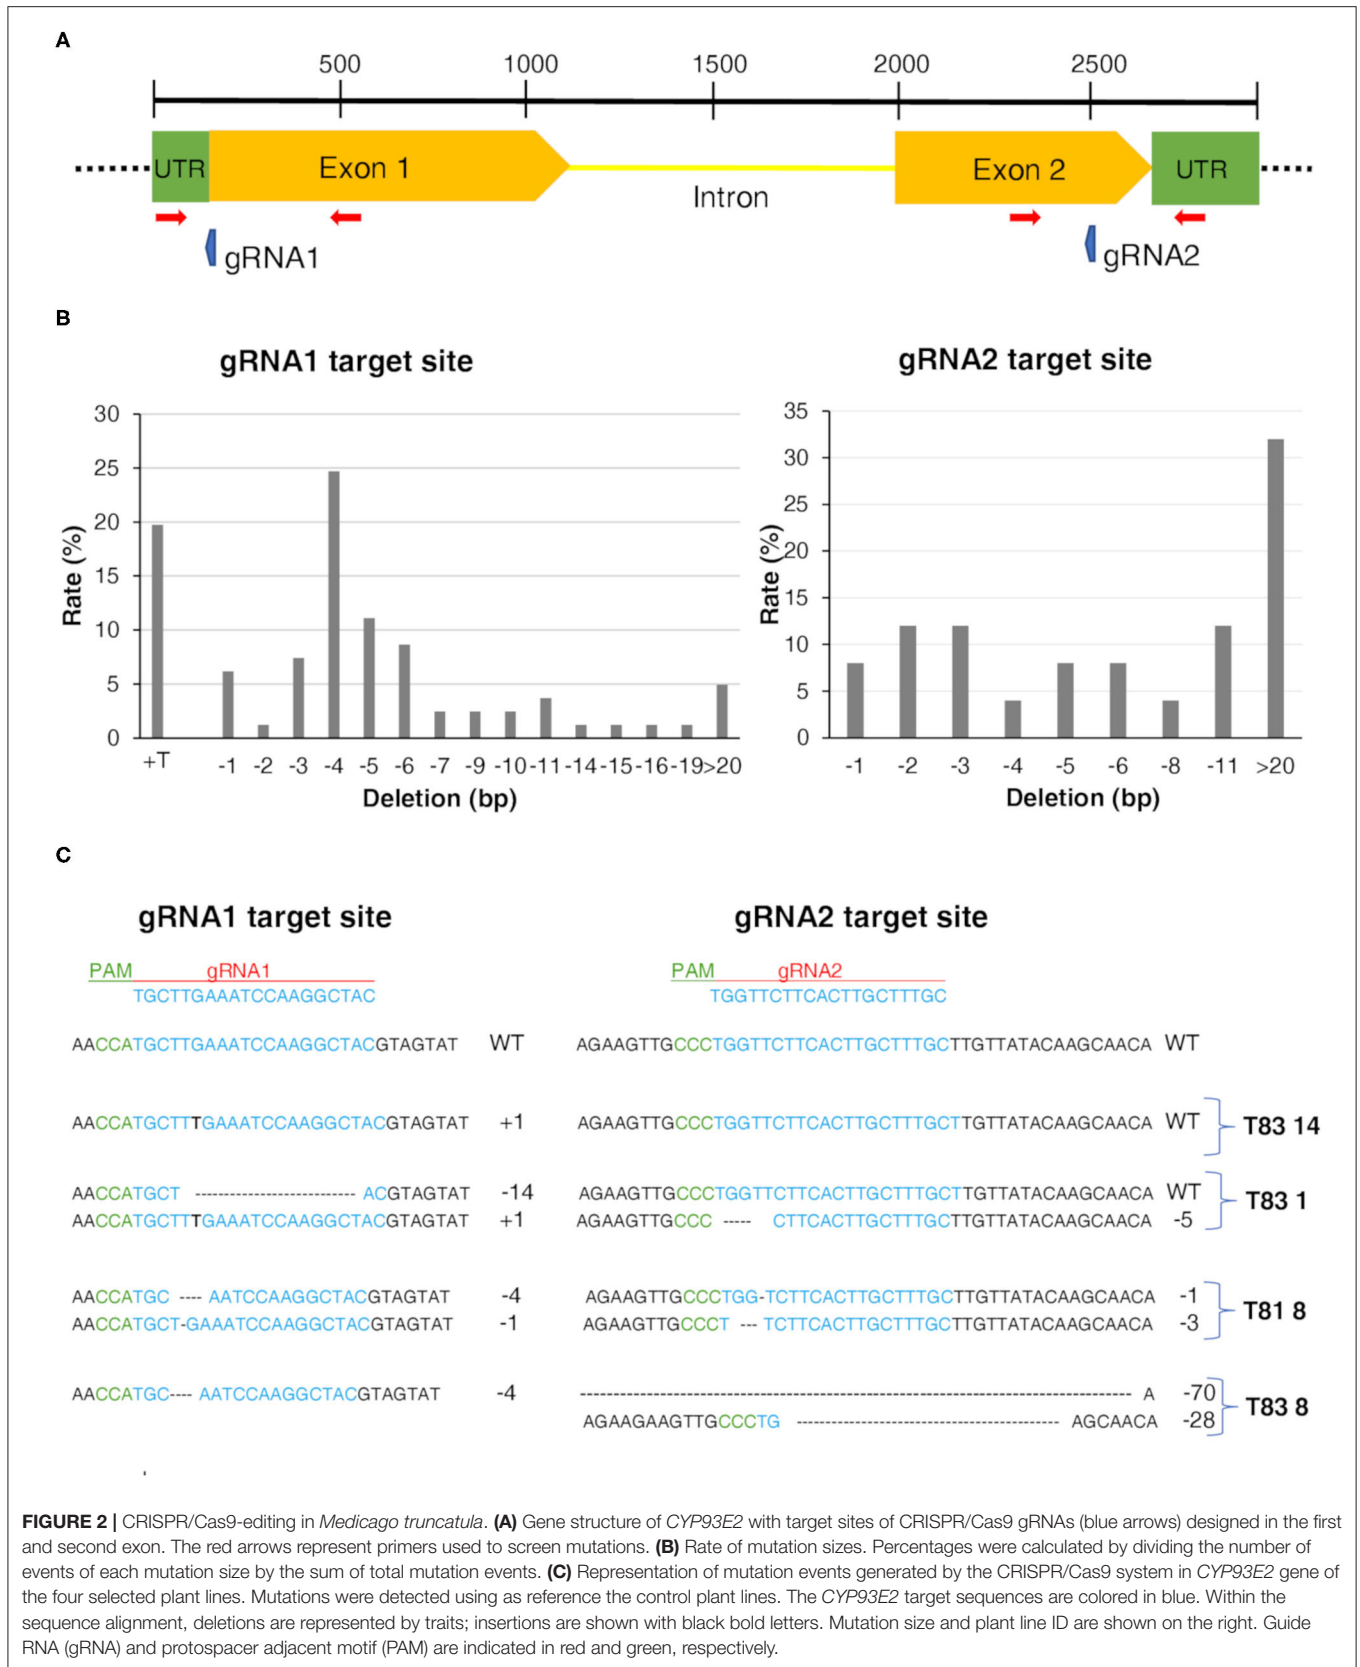 A
500 1000 1500 2000 2500
UTR Exon 1 Intron Exon 2 UTR
gRNA1 gRNA2
B
gRNA1 target site
30
25
20
15
10
5
0
Rate (%)
+T -1 -2 -3 -4 -5 -6 -7 -9 -10 -11 -14 -15 -16 -19 >20
Deletion (bp)
gRNA2 target site
35
30
25
20
15
10
5
0
Rate (%)
-1 -2 -3 -4 -5 -6 -8 -11 >20
Deletion (bp)
C
gRNA1 target site gRNA2 target site
PAM gRNA1 PAM gRNA2
TGCTTGAAATCCAAGGCTAC TGGTTCTTCACTTGCTTTGC
AACCATGCTTGAAATCCAAGGCTACGTAGTAT WT AGAAGTTGCCCTGGTTCTTCACTTGCTTTGCTTGTTATACAAGCAACA WT
AACCATGCTTTGAAATCCAAGGCTACGTAGTAT +1 AGAAGTTGCCCTGGTTCTTCACTTGCTTTGCTTGTTATACAAGCAACA WT T83 14
AACCATGCT -------------------------- ACGTAGTAT -14 AGAAGTTGCCCTGGTTCTTCACTTGCTTTGCTTGTTATACAAGCAACA WT T83 1
AACCATGCTTTGAAATCCAAGGCTACGTAGTAT +1 AGAAGTTGCCC ----- CTTCACTTGCTTTGCTTGTTATACAAGCAACA -5
AACCATGC ---- AATCCAAGGCTACGTAGTAT -4 AGAAGTTGCCCTGG-TCTTCACTTGCTTTGCTTGTTATACAAGCAACA -1 T81 8
AACCATGCT-GAAATCCAAGGCTACGTAGTAT -1 AGAAGTTGCCCT --- TCTTCACTTGCTTTGCTTGTTATACAAGCAACA -3
AACCATGC---- AATCCAAGGCTACGTAGTAT -4 ---------------------------------------------------------------------------------------- A -70 T83 8
AGAAGAAGTTGCCCTG ------------------------------------------ AGCAACA -28
FIGURE 2 | CRISPR/Cas9-editing in Medicago truncatula. (A) Gene structure of CYP93E2 with target sites of CRISPR/Cas9 gRNAs (blue arrows) designed in the first
and second exon. The red arrows represent primers used to screen mutations. (B) Rate of mutation sizes. Percentages were calculated by dividing the number of
events of each mutation size by the sum of total mutation events. (C) Representation of mutation events generated by the CRISPR/Cas9 system in CYP93E2 gene of
the four selected plant lines. Mutations were detected using as reference the control plant lines. The CYP93E2 target sequences are colored in blue. Within the
sequence alignment, deletions are represented by traits; insertions are shown with black bold letters. Mutation size and plant line ID are shown on the right. Guide
RNA (gRNA) and protospacer adjacent motif (PAM) are indicated in red and green, respectively.